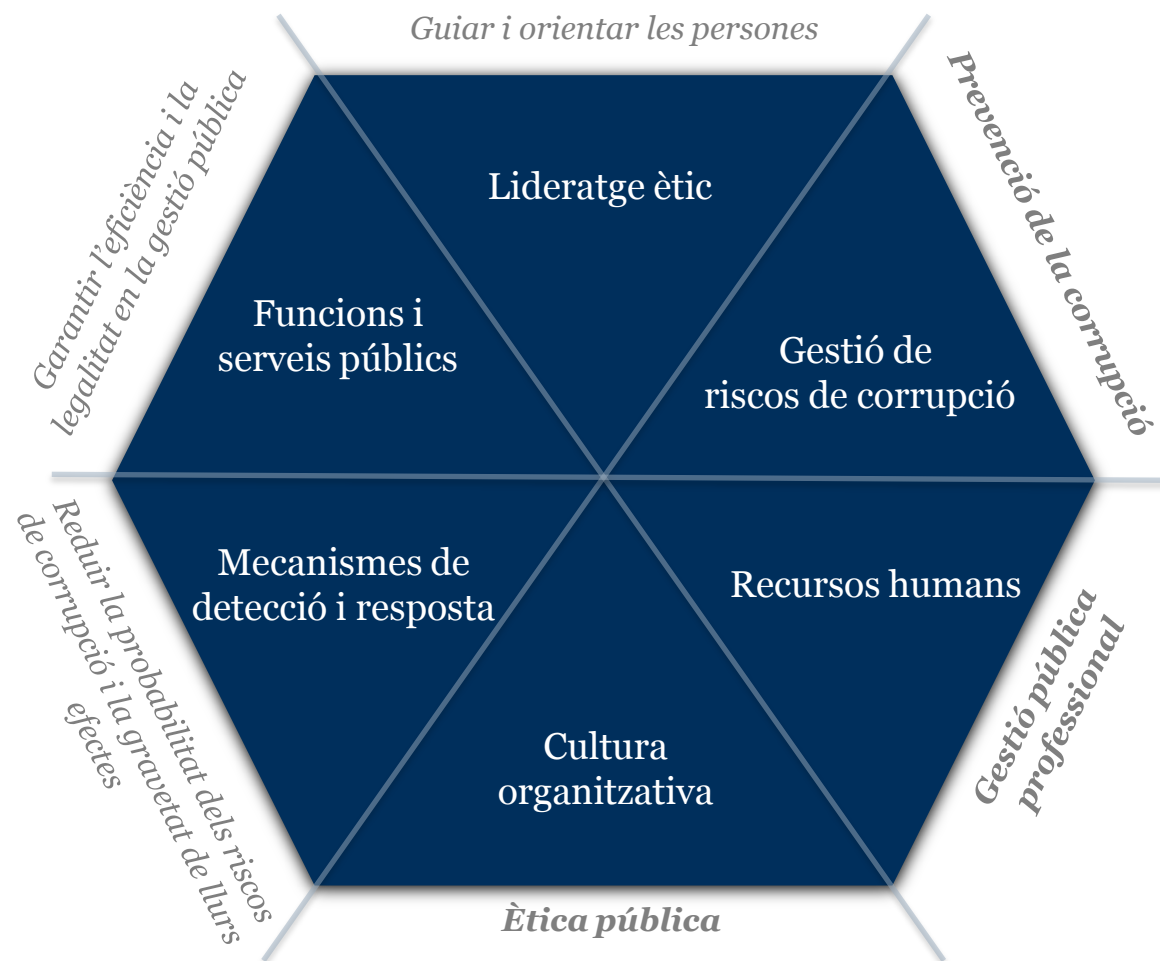 Guiar i orientar les persones
Garantir l'eficiència i la
legalitat en la gestió pública
Prevenció de la corrupció
Lideratge ètic
Funcions i
serveis públics
Gestió de
riscos de corrupció
Mecanismes de
detecció i resposta
Recursos humans
Reduir la probabilitat dels riscos
de corrupció i la gravetat de llurs
efectes
Gestió pública
professional
Cultura
organitzativa
Ètica pública